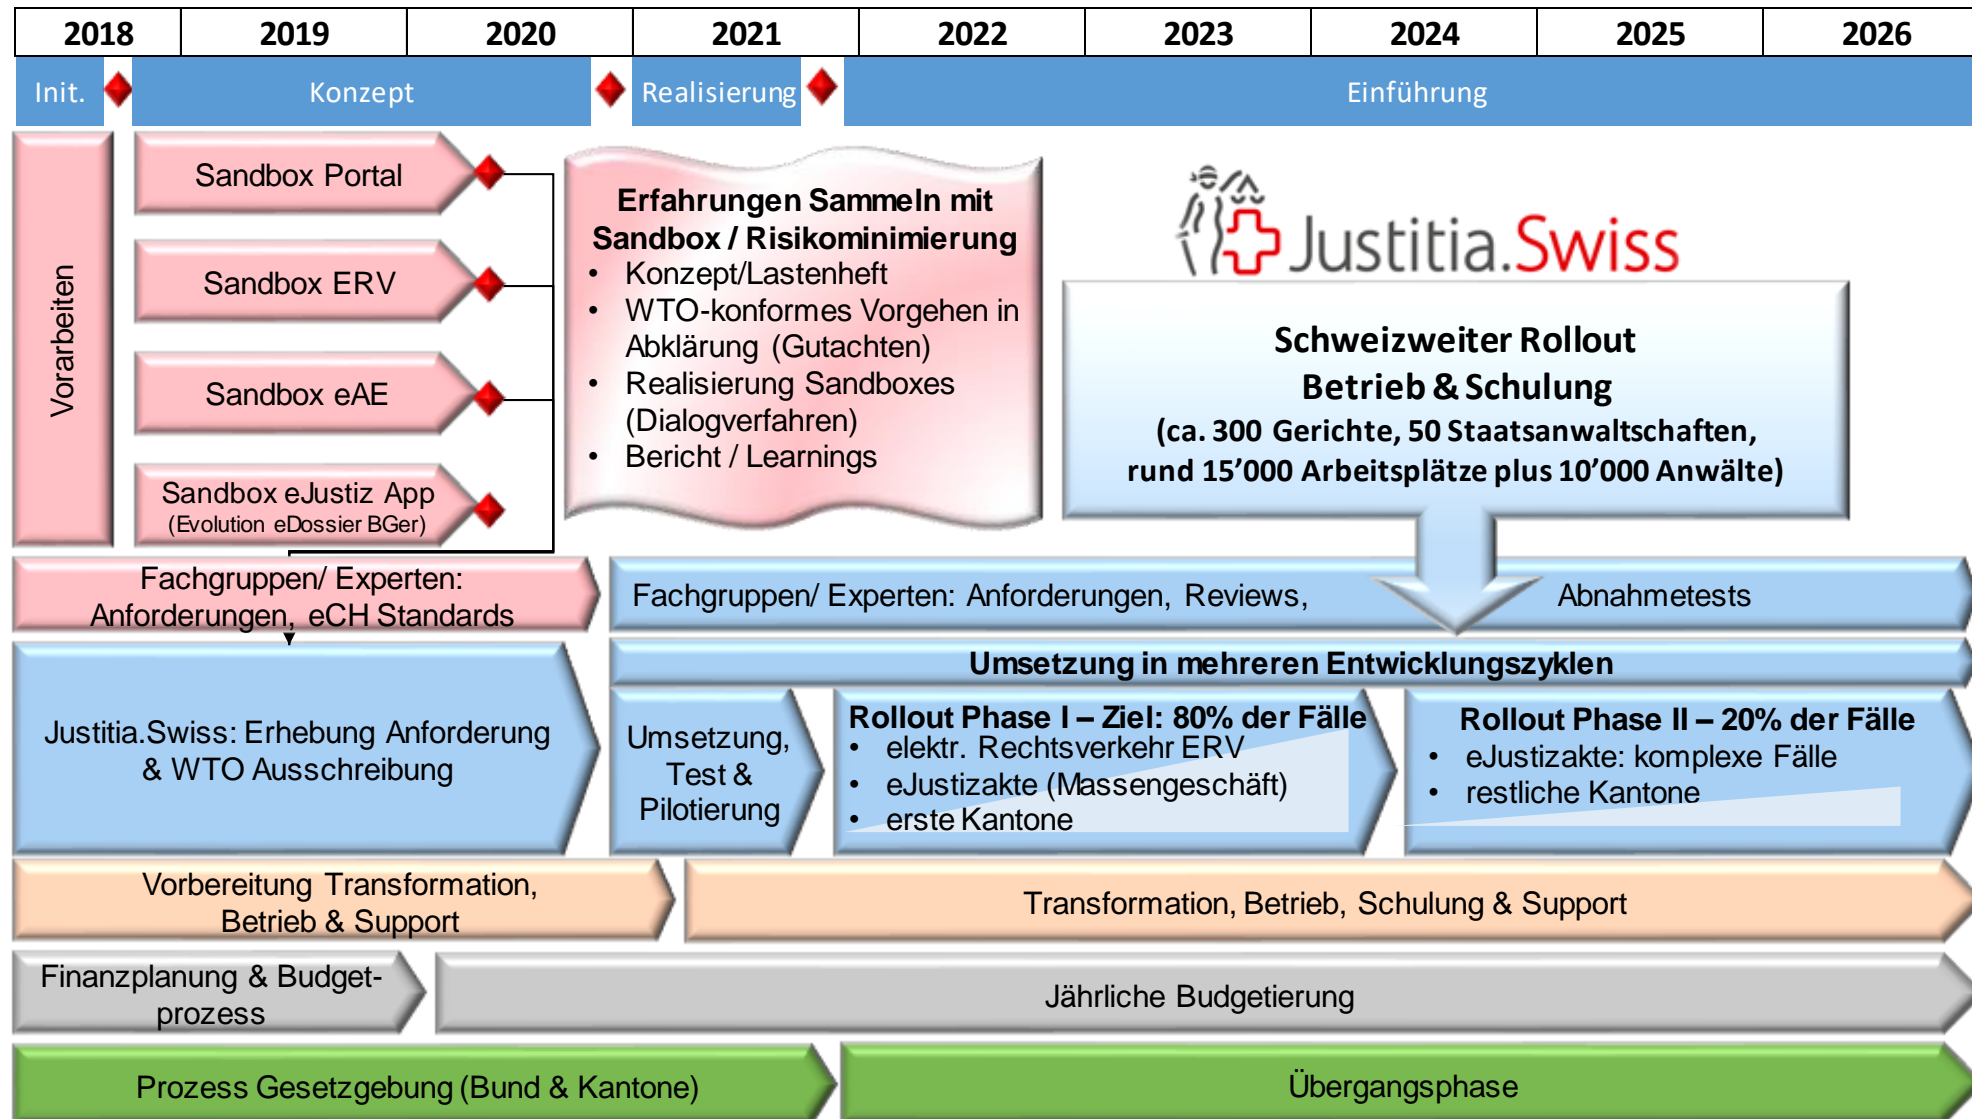 2018 2019 2020 2021 2022 2023 2024 2025 2026
Init. Konzept Realisierung Einführung
Vorarbeiten
Sandbox Portal
Sandbox ERV
Sandbox eAE
Sandbox eJustiz App
(Evolution eDossier BGer)
Erfahrungen Sammeln mit
Sandbox / Risikominimierung
• Konzept/Lastenheft
• WTO-konformes Vorgehen in
Abklärung (Gutachten)
• Realisierung Sandboxes
(Dialogverfahren)
• Bericht / Learnings
Justitia.Swiss
Schweizweiter Rollout
Betrieb & Schulung
(ca. 300 Gerichte, 50 Staatsanwaltschaften,
rund 15’000 Arbeitsplätze plus 10’000 Anwälte)
Fachgruppen/ Experten:
Anforderungen, eCH Standards
Fachgruppen/ Experten: Anforderungen, Reviews, Abnahmetests
Umsetzung in mehreren Entwicklungszyklen
Justitia.Swiss: Erhebung Anforderung
& WTO Ausschreibung
Umsetzung,
Test &
Pilotierung
Rollout Phase I – Ziel: 80% der Fälle
• elektr. Rechtsverkehr ERV
• eJustizakte (Massengeschäft)
• erste Kantone
Rollout Phase II – 20% der Fälle
• eJustizakte: komplexe Fälle
• restliche Kantone
Vorbereitung Transformation,
Betrieb & Support
Transformation, Betrieb, Schulung & Support
Finanzplanung & Budget-
prozess
Jährliche Budgetierung
Prozess Gesetzgebung (Bund & Kantone)
Übergangsphase